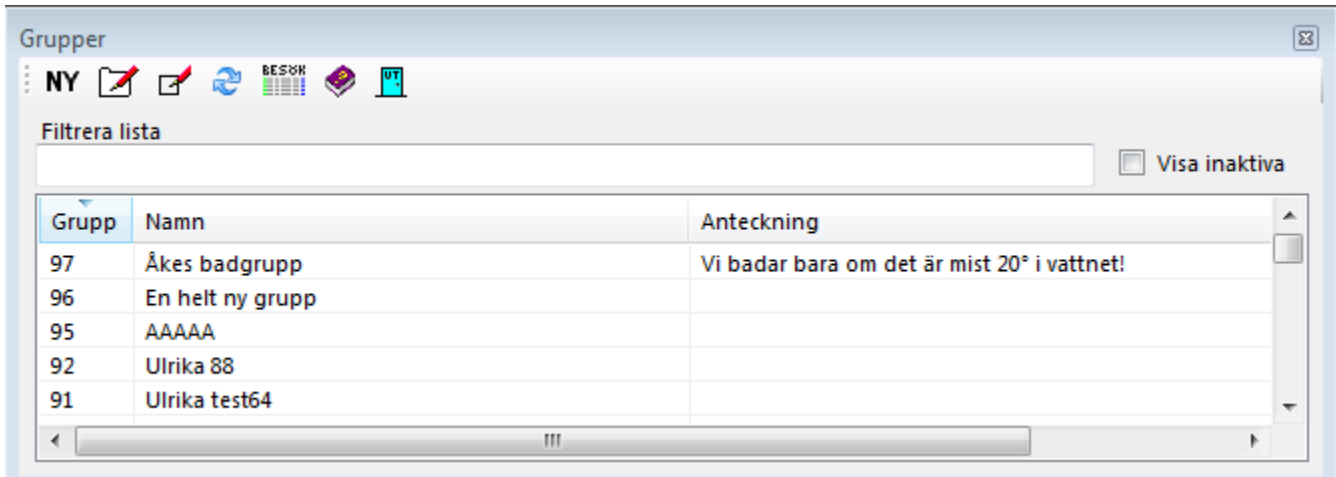 Grupper
NY BESÖK UT
Filtrera lista
Visa inaktiva
Grupp Namn Anteckning
97 Åkes badgrupp Vi badar bara om det är mist 20° i vattnet!
96 En helt ny grupp
95 AAAAA
92 Ulrika 88
91 Ulrika test64